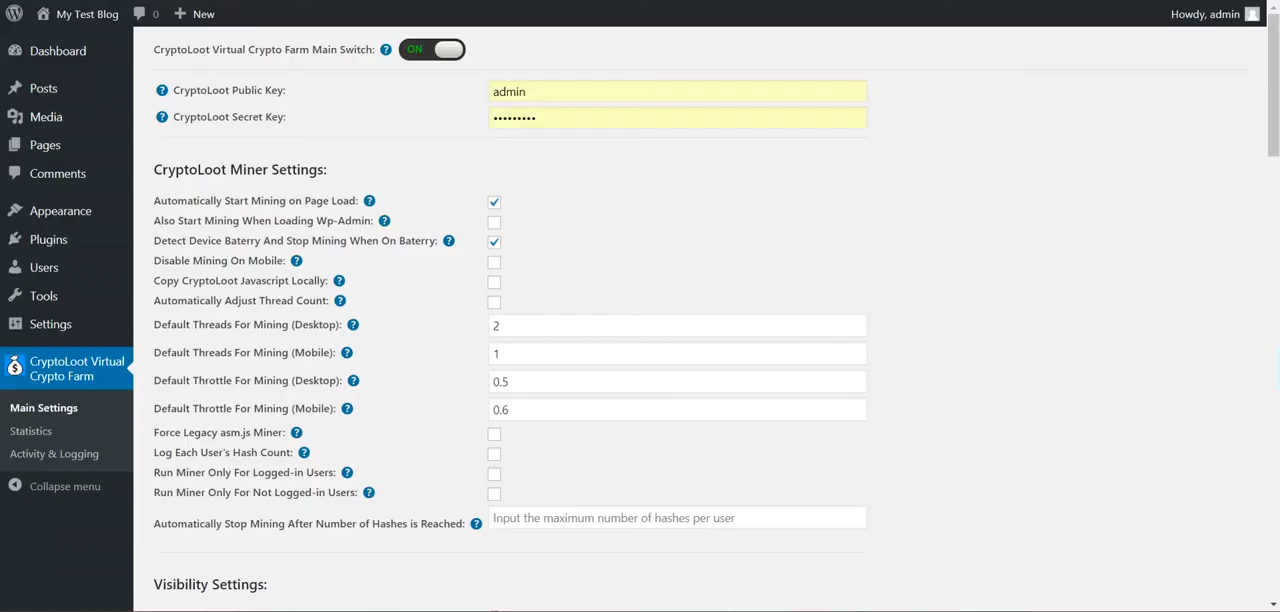 My Test Blog 0 New Howdy, admin
Dashboard
Posts
Media
Pages
Comments
Appearance
Plugins
Users
Tools
Settings
CryptoLoot Virtual
Crypto Farm
Main Settings
Statistics
Activity & Logging
Collapse menu
CryptoLoot Virtual Crypto Farm Main Switch: ? ON
? CryptoLoot Public Key: admin
? CryptoLoot Secret Key: •••••••••
CryptoLoot Miner Settings:
Automatically Start Mining on Page Load: ?
Also Start Mining When Loading Wp-Admin: ?
Detect Device Baterry And Stop Mining When On Baterry: ?
Disable Mining On Mobile: ?
Copy CryptoLoot Javascript Locally: ?
Automatically Adjust Thread Count: ?
Default Threads For Mining (Desktop): ? 2
Default Threads For Mining (Mobile): ? 1
Default Throttle For Mining (Desktop): ? 0.5
Default Throttle For Mining (Mobile): ? 0.6
Force Legacy asm.js Miner: ?
Log Each User's Hash Count: ?
Run Miner Only For Logged-in Users: ?
Run Miner Only For Not Logged-in Users: ?
Automatically Stop Mining After Number of Hashes is Reached: ? Input the maximum number of hashes per user
Visibility Settings: